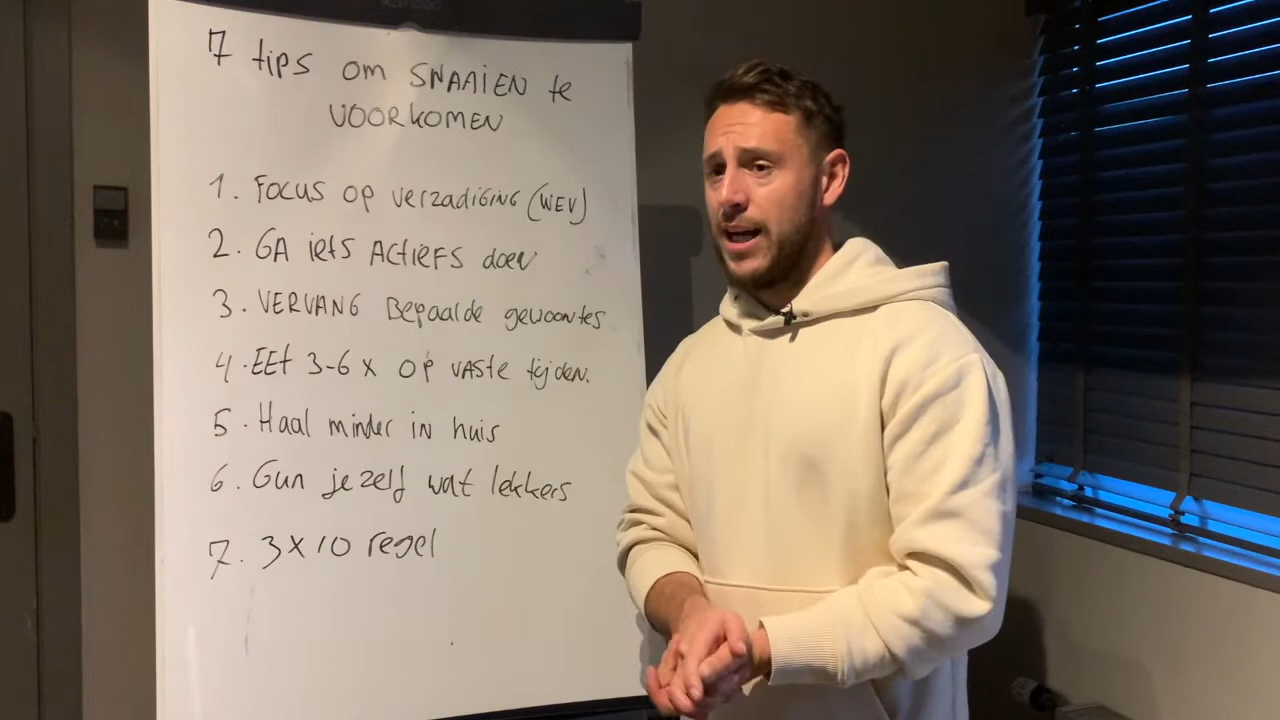 7 tips om SNAAIEN te
VOORKOMEN
1. Focus op verzadiging (WEV)
2. GA iets ACTIEFS doen
3. VERVANG Bepaalde gewoontes
4. EEt 3-6 x op VASTE tijden.
5. Haal minder in huis
6. Gun jezelf wat lekkers
7. 3 x 10 regel